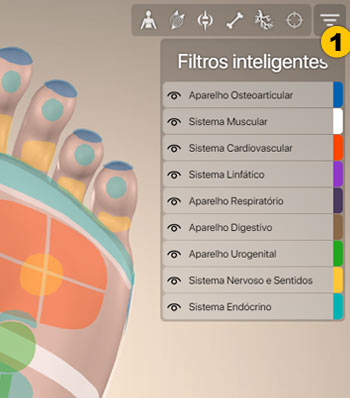 1
Filtros inteligentes
Aparelho Osteoarticular
Sistema Muscular
Sistema Cardiovascular
Sistema Linfático
Aparelho Respiratório
Aparelho Digestivo
Aparelho Urogenital
Sistema Nervoso e Sentidos
Sistema Endócrino